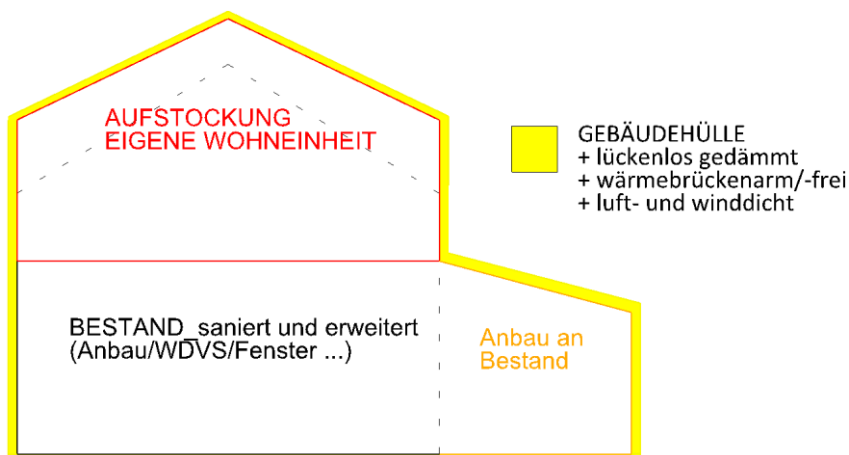 AUFSTOCKUNG
EIGENE WOHNEINHEIT
GEBÄUDEHÜLLE
+ lückenlos gedämmt
+ wärmebrückenarm/-frei
+ luft- und winddicht
BESTAND_saniert und erweitert
(Anbau/WDVS/Fenster ...)
Anbau an
Bestand